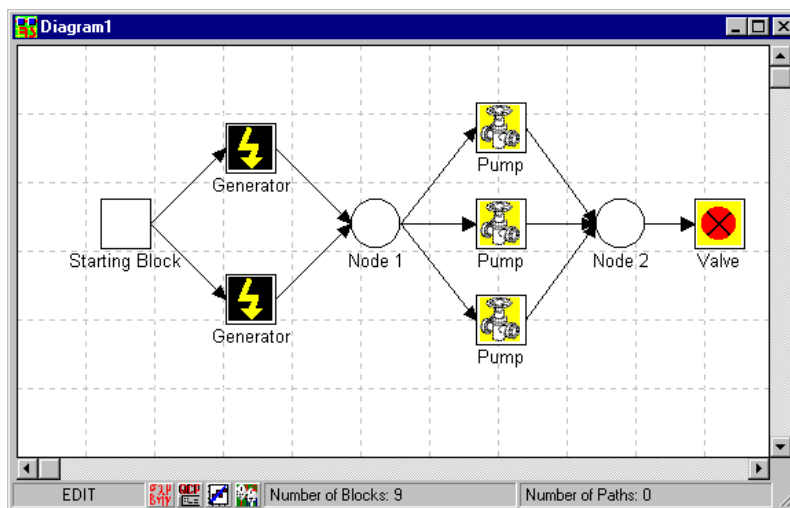 Diagram1
Generator
Pump
Starting Block
Node 1
Pump
Node 2
Valve
Generator
Pump
EDIT
Number of Blocks: 9
Number of Paths: 0